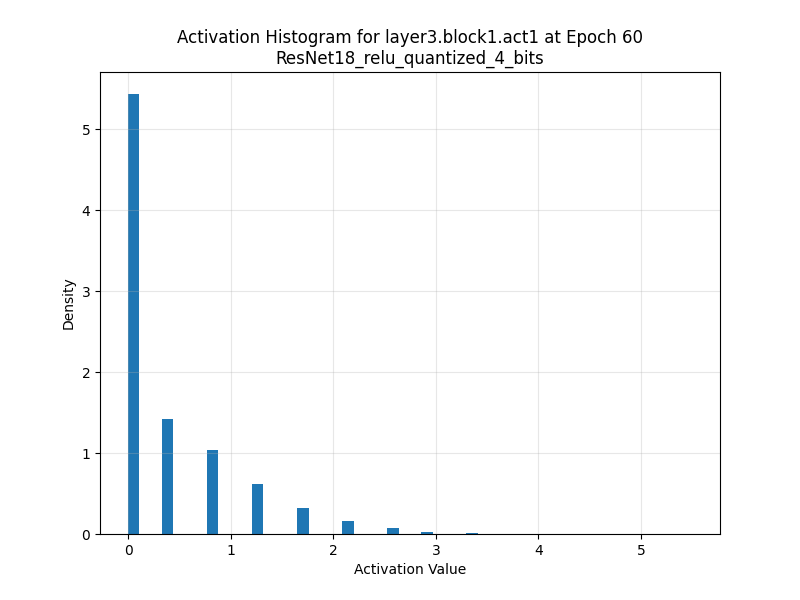 Activation Histogram for layer3.block1.act1 at Epoch 60
ResNet18_relu_quantized_4_bits
5
4
3
2
1
0
Density
0 1 2 3 4 5
Activation Value